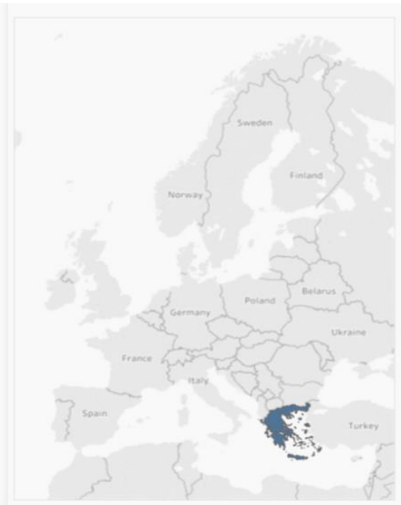 Sweden
Finland
Norway
Belarus
Poland
Germany
Ukraine
France
Italy
Spain
Turkey